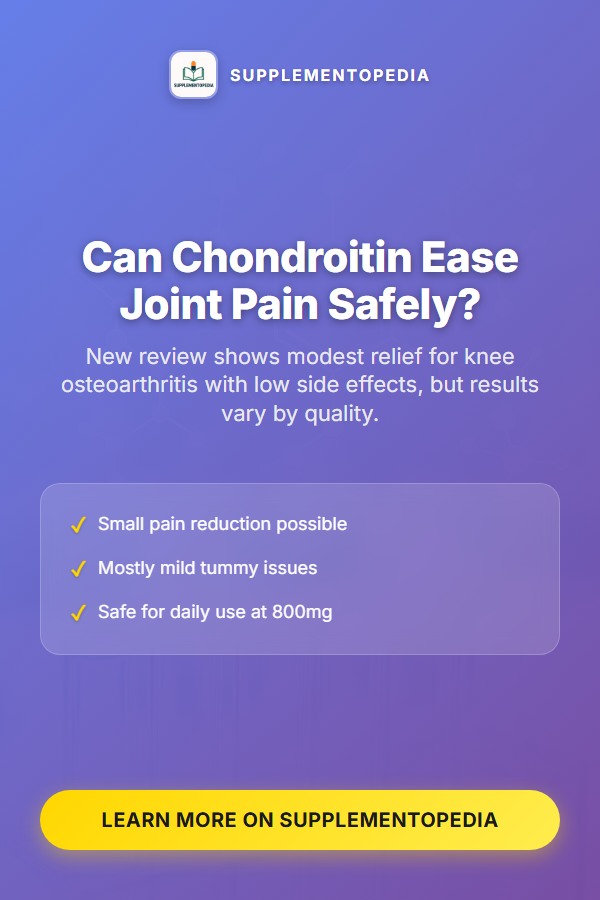 SUPPLEMENTOPEDIA
SUPPLEMENTOPEDIA
Can Chondroitin Ease
Joint Pain Safely?
New review shows modest relief for knee
osteoarthritis with low side effects, but results
vary by quality.
✓ Small pain reduction possible
✓ Mostly mild tummy issues
✓ Safe for daily use at 800mg
LEARN MORE ON SUPPLEMENTOPEDIA